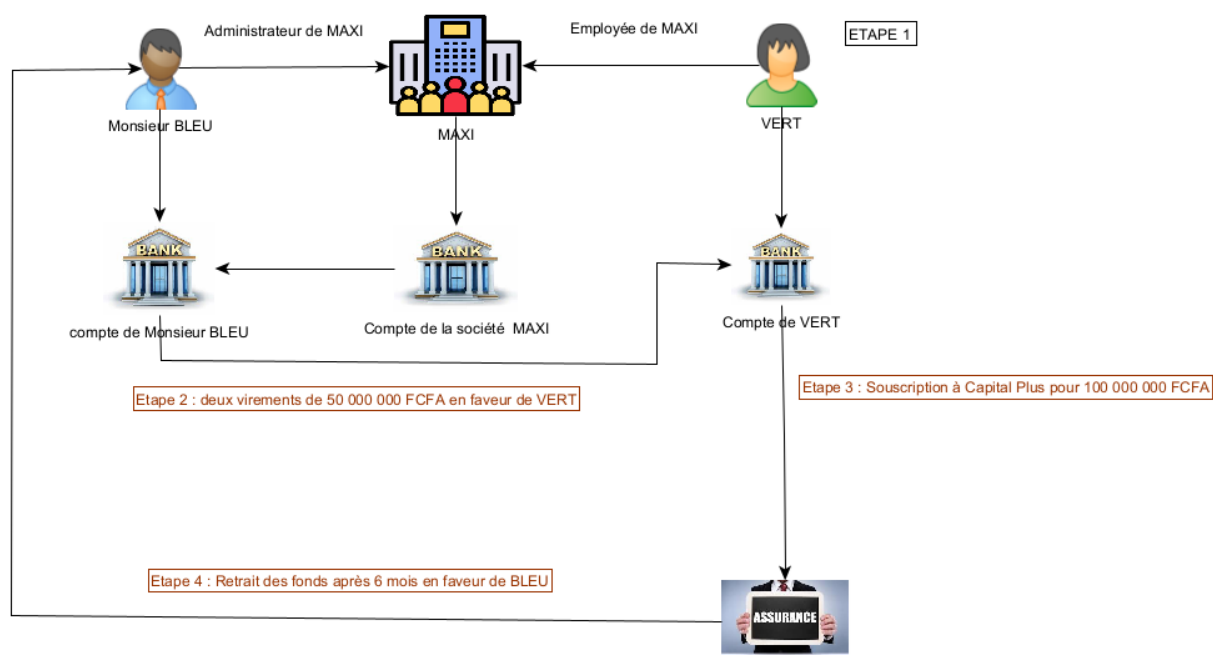 Administrateur de MAXI
Employée de MAXI
ETAPE 1
Monsieur BLEU
MAXI
VERT
BANK
BANK
BANK
compte de Monsieur BLEU
Compte de la société MAXI
Compte de VERT
Etape 2 : deux virements de 50 000 000 FCFA en faveur de VERT
Etape 3 : Souscription à Capital Plus pour 100 000 000 FCFA
Etape 4 : Retrait des fonds après 6 mois en faveur de BLEU
ASSURANCE